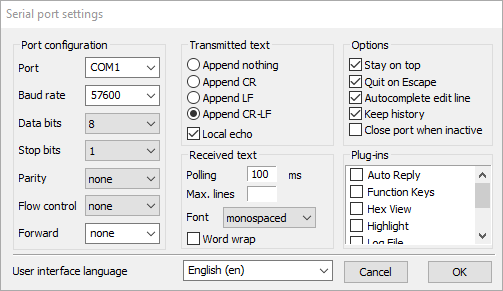 Serial port settings
Port configuration
Port COM1
Baud rate 57600
Data bits 8
Stop bits 1
Parity none
Flow control none
Forward none
Transmitted text
Append nothing
Append CR
Append LF
Append CR-LF
Local echo
Received text
Polling 100 ms
Max. lines
Font monospaced
Word wrap
Options
Stay on top
Quit on Escape
Autocomplete edit line
Keep history
Close port when inactive
Plug-ins
Auto Reply
Function Keys
Hex View
Highlight
Log File
User interface language English (en)
Cancel OK